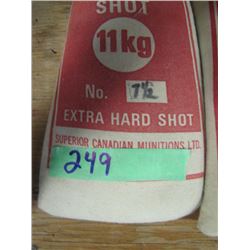 SHOT
11kg
No. 7½
EXTRA HARD SHOT
SUPERIOR CANADIAN MUNITIONS LTD.
249